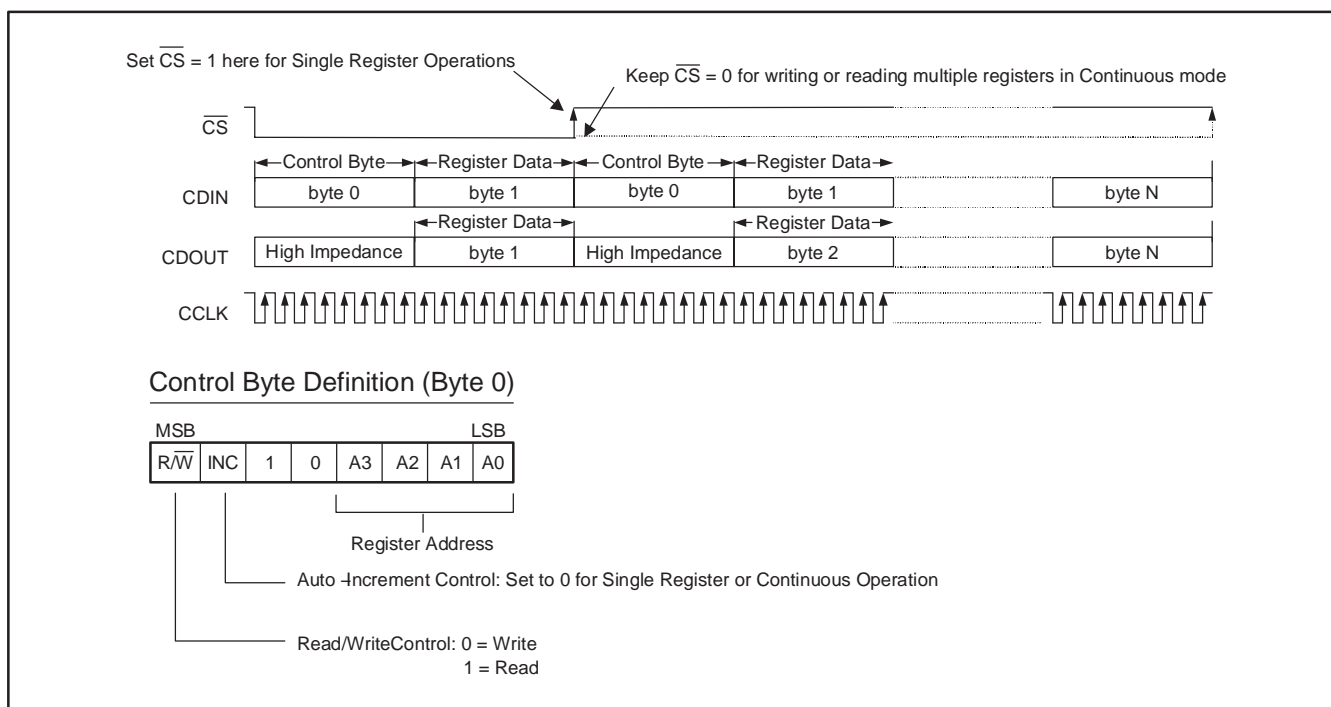 Set CS = 1 here for Single Register Operations
Keep CS = 0 for writing or reading multiple registers in Continuous mode
CS
Control Byte Register Data Control Byte Register Data
CDIN byte 0 byte 1 byte 0 byte 1 byte N
Register Data Register Data
CDOUT High Impedance byte 1 High Impedance byte 2 byte N
CCLK
Control Byte Definition (Byte 0)
MSB LSB
R/W INC 1 0 A3 A2 A1 A0
Register Address
Auto -Increment Control: Set to 0 for Single Register or Continuous Operation
Read/WriteControl: 0 = Write
1 = Read